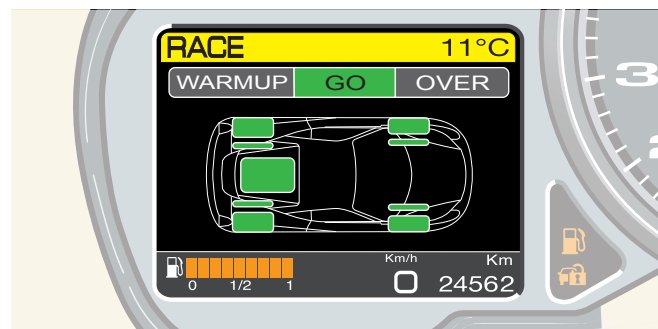 RACE 11°C
WARMUP GO OVER
3
2
Km/h Km
0 1/2 1 0 24562